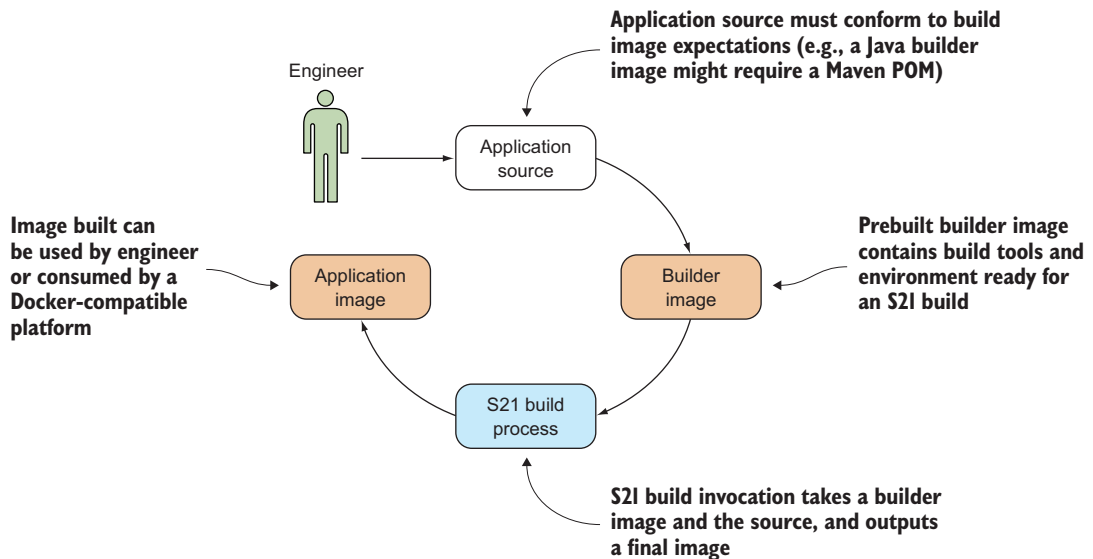 Application source must conform to build
image expectations (e.g., a Java builder
image might require a Maven POM)
Engineer
Application
source
Image built can
be used by engineer
or consumed by a
Docker-compatible
platform
Application
image
Builder
image
Prebuilt builder image
contains build tools and
environment ready for
an S2I build
S21 build
process
S2I build invocation takes a builder
image and the source, and outputs
a final image